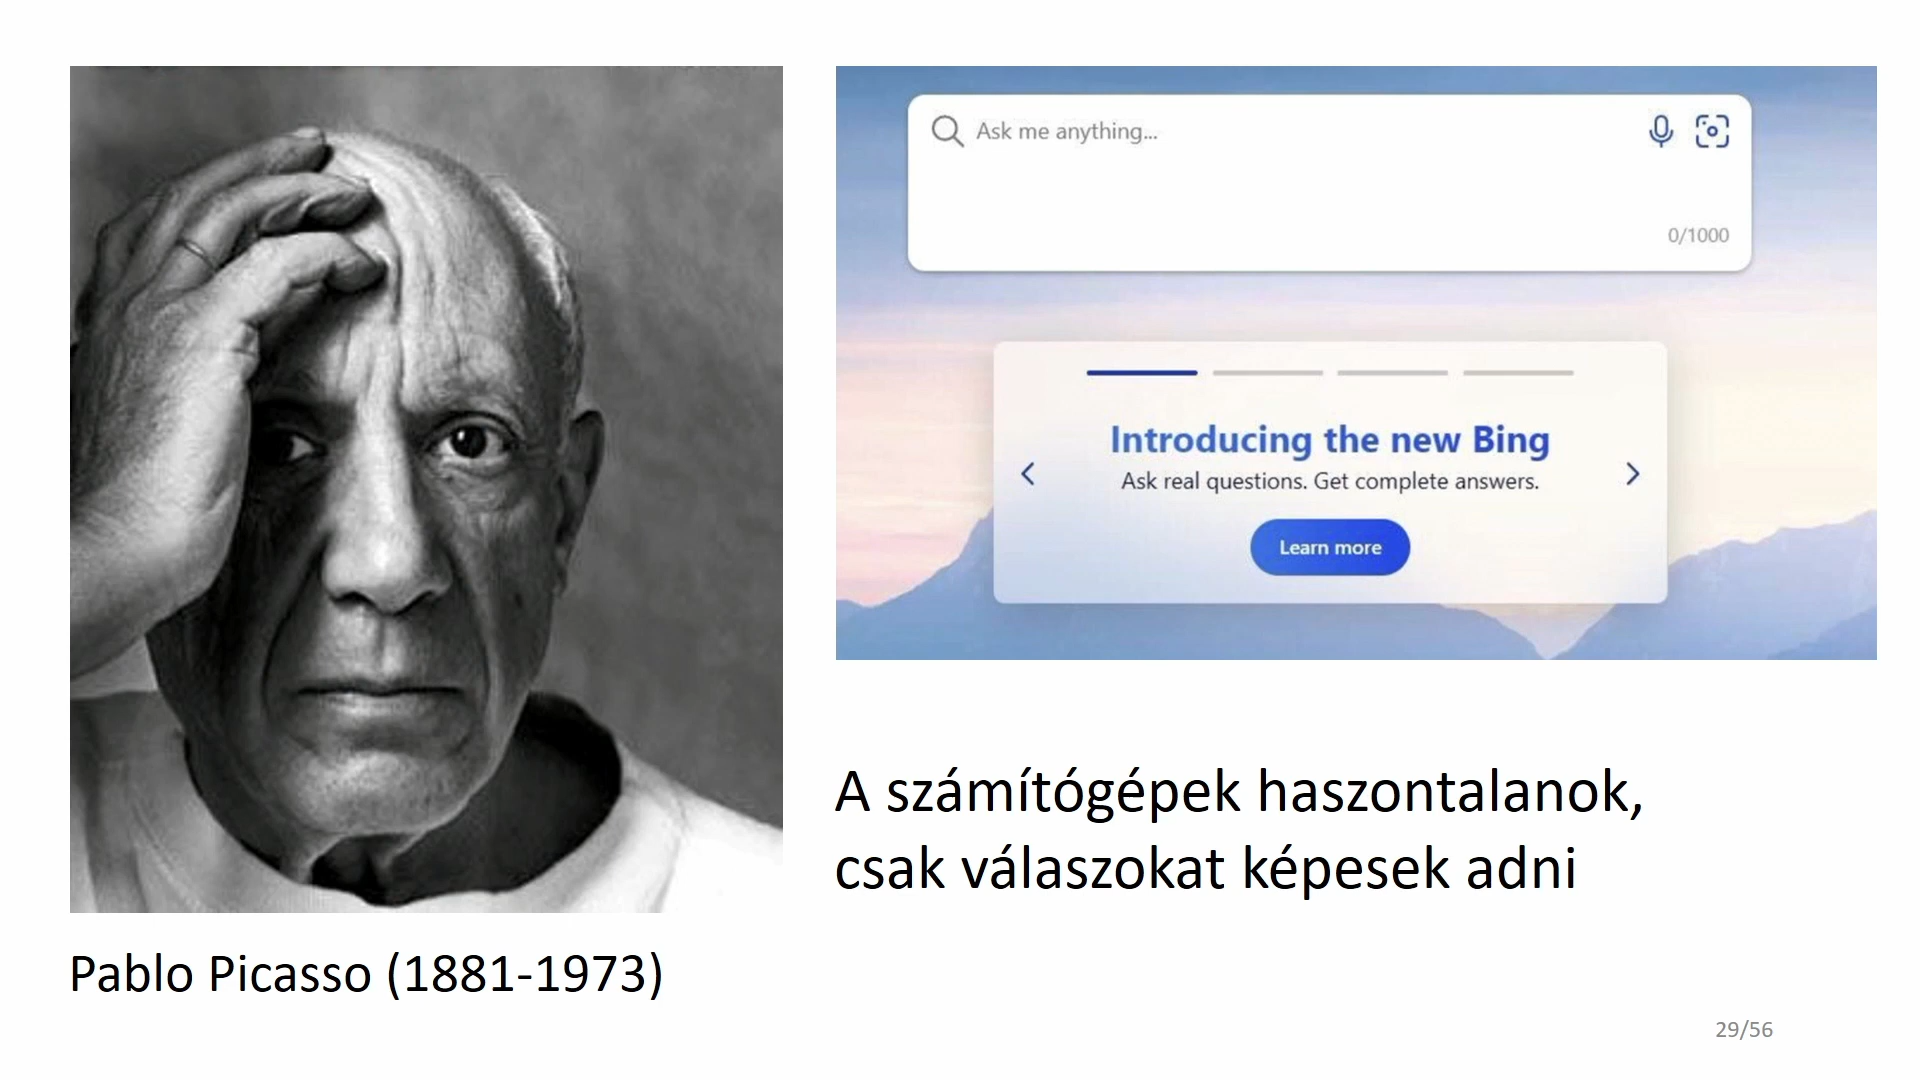 Ask me anything...
0/1000
Introducing the new Bing
Ask real questions. Get complete answers.
Learn more
A számítógépek haszontalanok,
csak válaszokat képesek adni
Pablo Picasso (1881-1973)
29/56